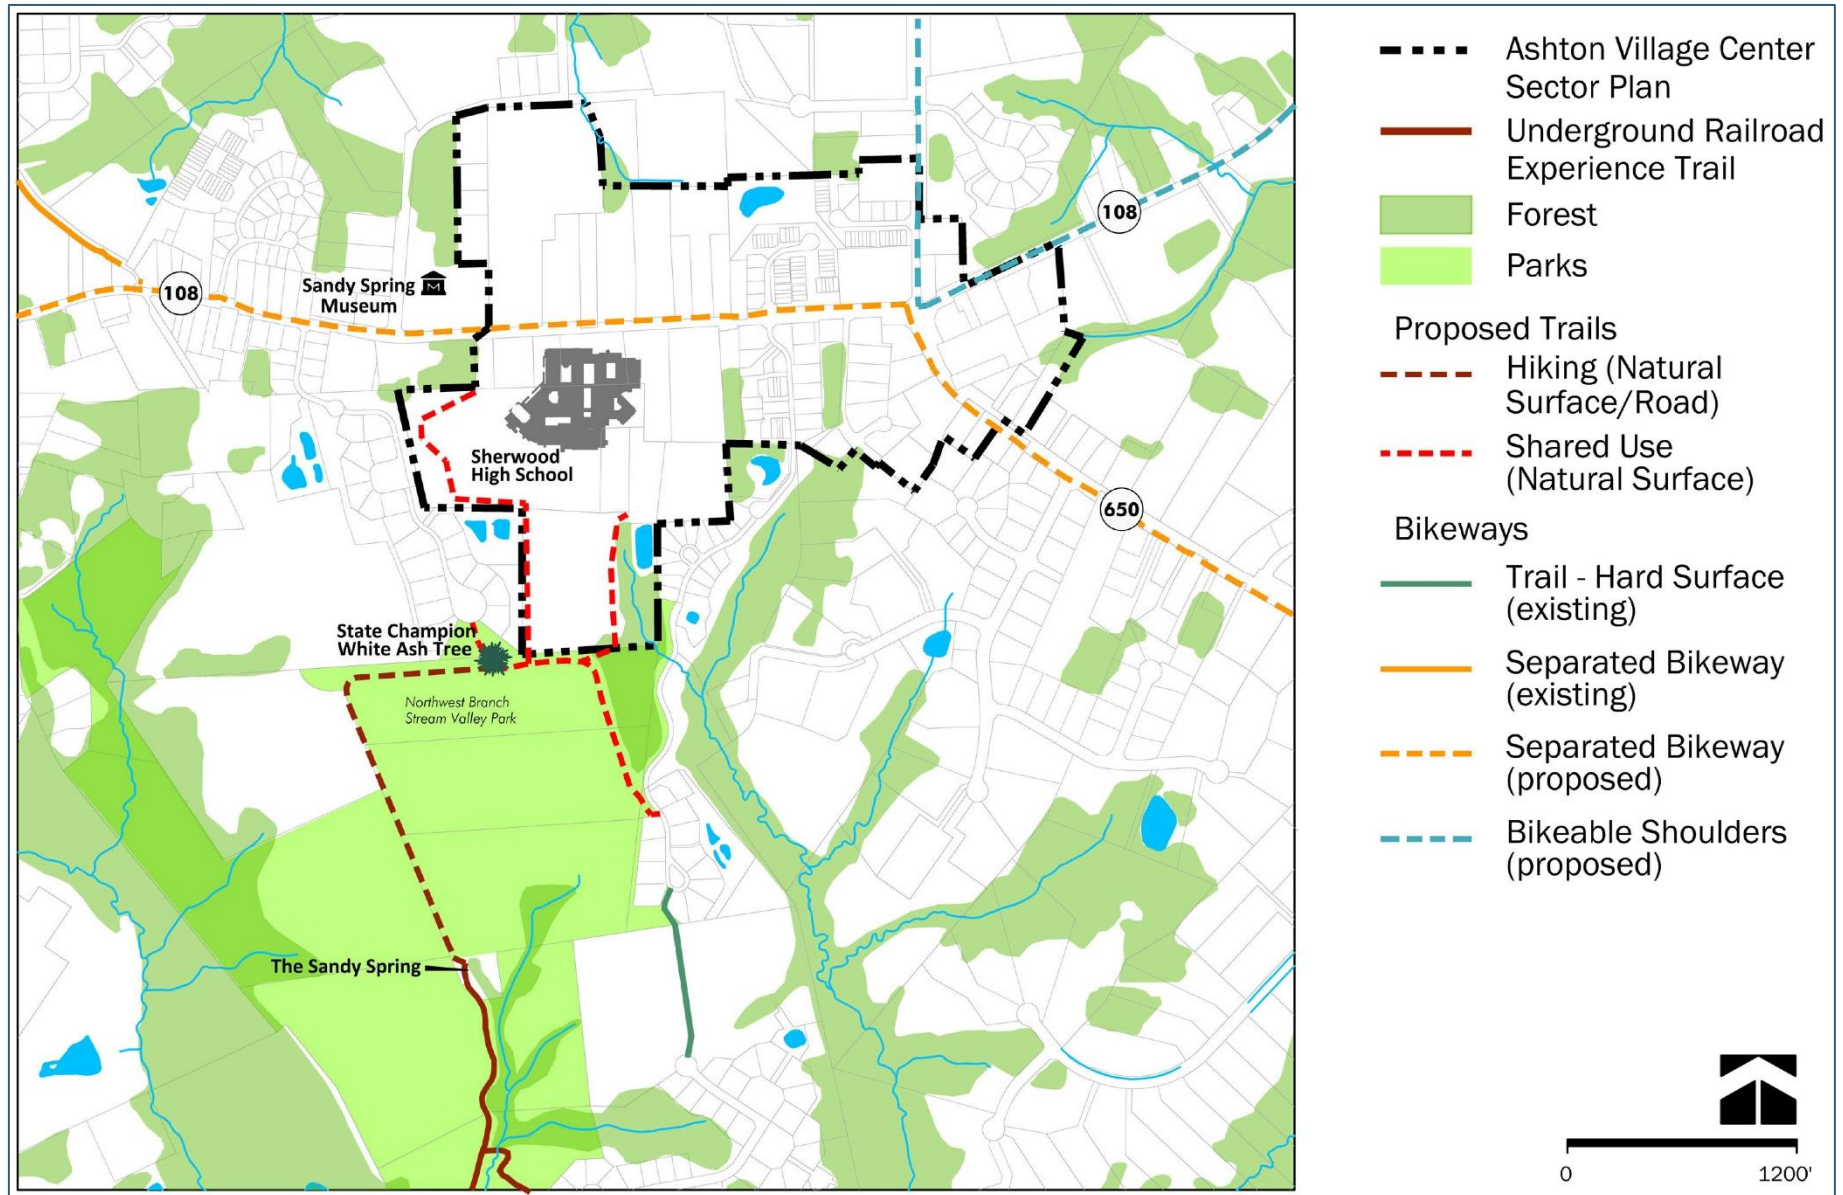 108
Sandy Spring
Museum
108
Sherwood
High School
650
State Champion
White Ash Tree
Northwest Branch
Stream Valley Park
The Sandy Spring
Ashton Village Center
Sector Plan
Underground Railroad
Experience Trail
Forest
Parks
Proposed Trails
Hiking (Natural
Surface/Road)
Shared Use
(Natural Surface)
Bikeways
Trail - Hard Surface
(existing)
Separated Bikeway
(existing)
Separated Bikeway
(proposed)
Bikeable Shoulders
(proposed)
0
1200'